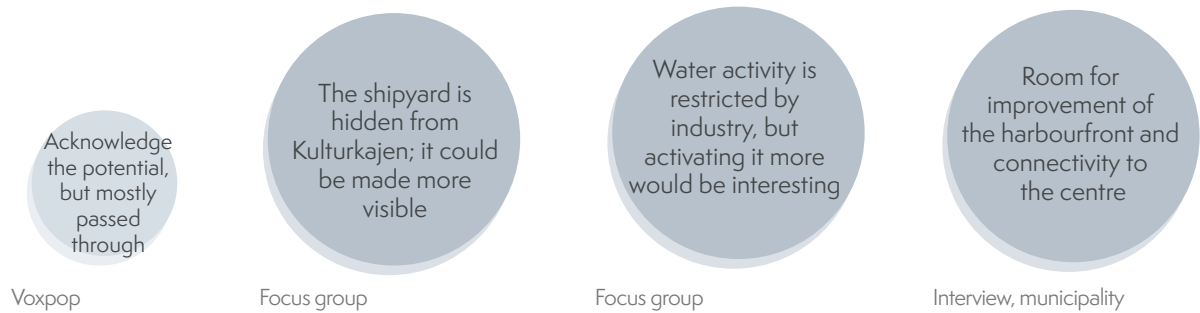 Acknowledge
the potential,
but mostly
passed
through
Voxpop
The shipyard is
hidden from
Kulturkajen; it could
be made more
visible
Focus group
Water activity is
restricted by
industry, but
activating it more
would be interesting
Focus group
Room for
improvement of
the harbourfront and
connectivity to
the centre
Interview, municipality